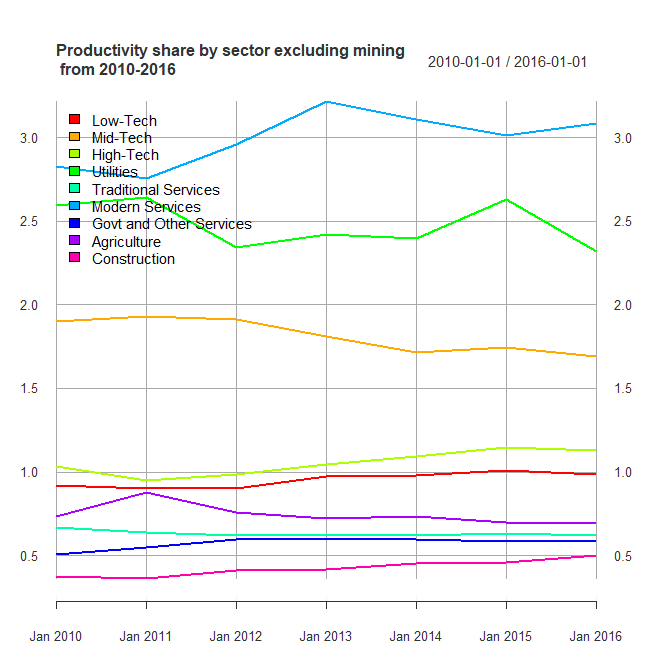 Productivity share by sector excluding mining
from 2010-2016
2010-01-01 / 2016-01-01
Low-Tech
Mid-Tech
High-Tech
Utilities
Traditional Services
Modern Services
Govt and Other Services
Agriculture
Construction
3.0
2.5
2.0
1.5
1.0
0.5
3.0
2.5
2.0
1.5
1.0
0.5
Jan 2010 Jan 2011 Jan 2012 Jan 2013 Jan 2014 Jan 2015 Jan 2016